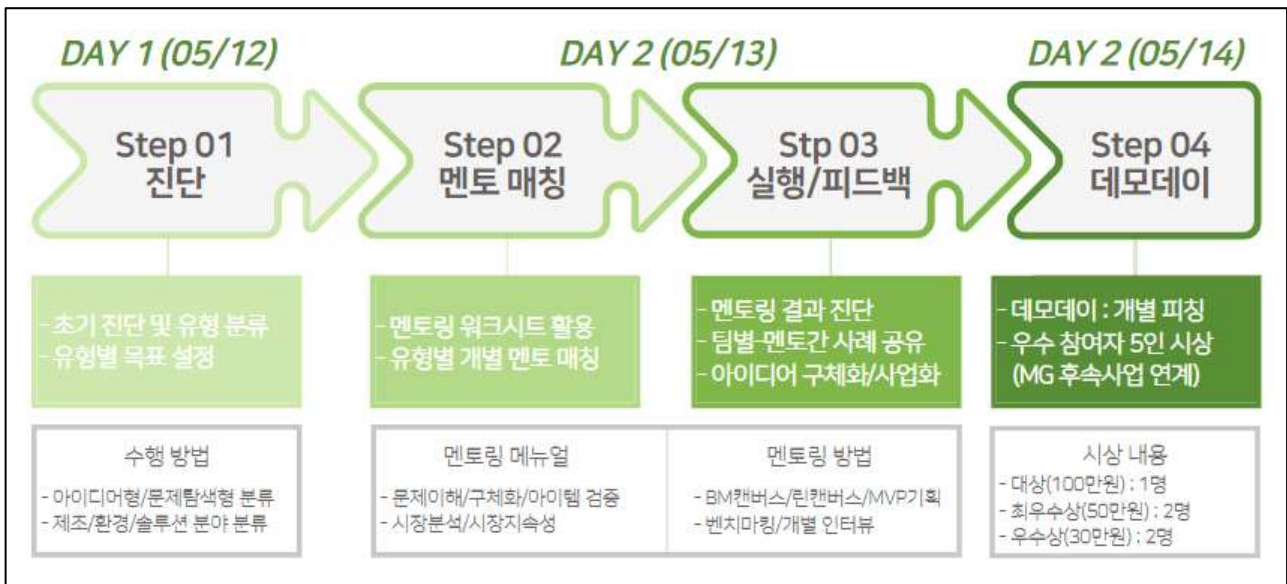 DAY 1 (05/12)
DAY 2 (05/13)
DAY 2 (05/14)
Step 01
진단
Step 02
멘토 매칭
Stp 03
실행/피드백
Step 04
데모데이
- 초기 진단 및 유형 분류
- 유형별 목표 설정
- 멘토링 워크시트 활용
- 유형별 개별 멘토 매칭
- 멘토링 결과 진단
- 팀별-멘토간 사례 공유
- 아이디어 구체화/사업화
- 데모데이 : 개별 피칭
- 우수 참여자 5인 시상
(MG 후속사업 연계)
수행 방법
- 아이디어형/문제탐색형 분류
- 제조/환경/솔루션 분야 분류
멘토링 메뉴얼
- 문제이해/구체화/아이템 검증
- 시장분석/시장지속성
멘토링 방법
- BM캔버스/린캔버스/MVP기획
- 벤치마킹/개별 인터뷰
시상 내용
- 대상(100만원) : 1명
- 최우수상(50만원) : 2명
- 우수상(30만원) : 2명